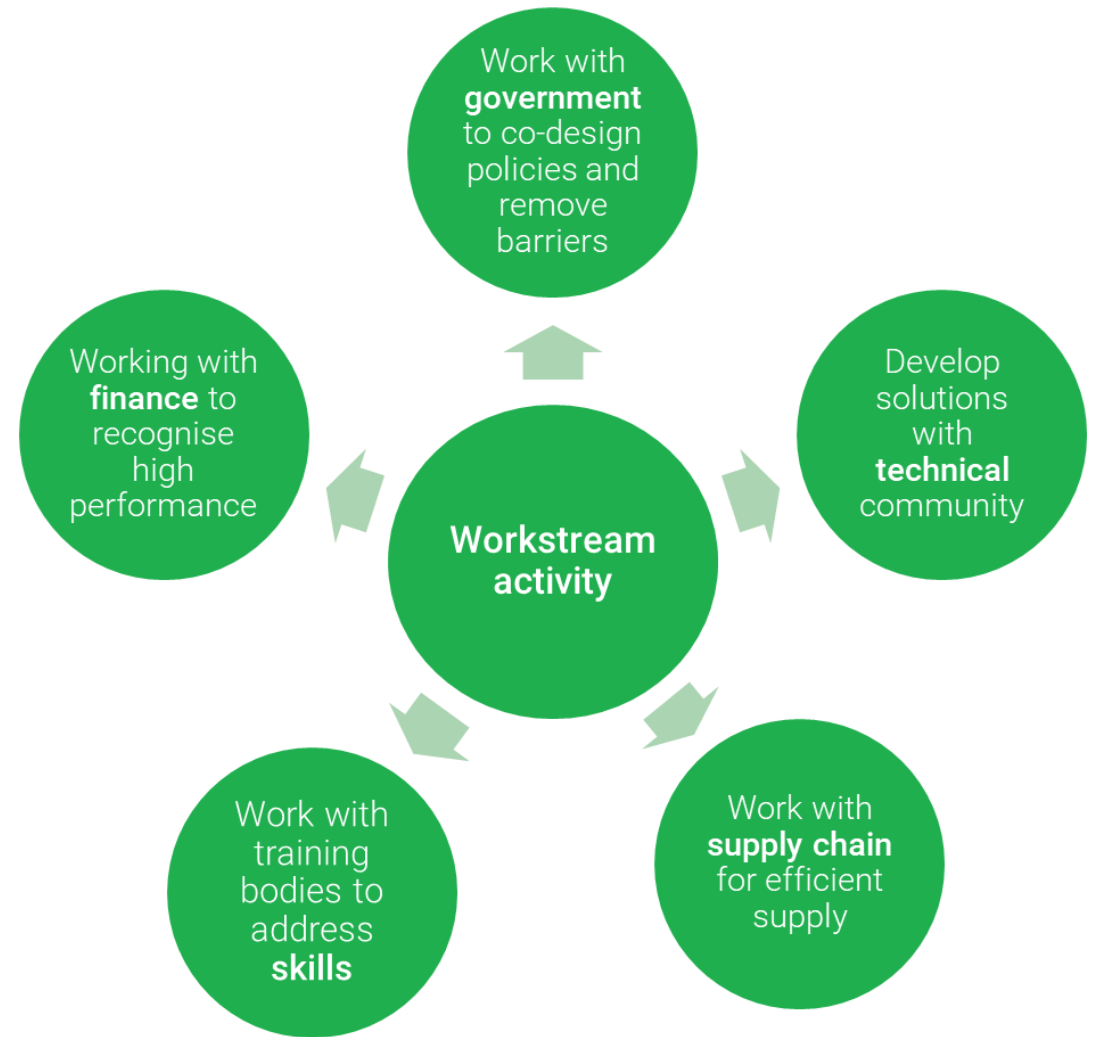 Work with
government
to co-design
policies and
remove
barriers
Working with
finance to
recognise
high
performance
Develop
solutions
with
technical
community
Workstream
activity
Work with
training
bodies to
address
skills
Work with
supply chain
for efficient
supply